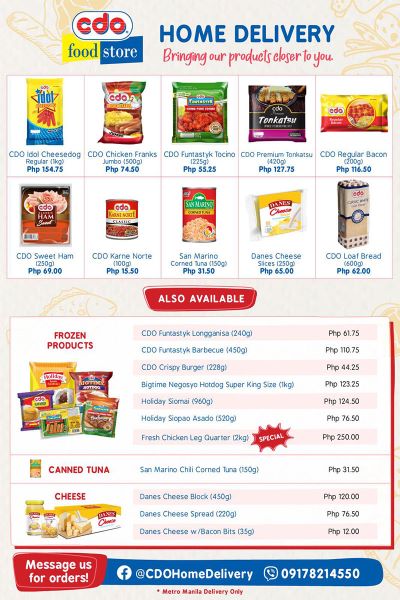 cdo
food store
HOME DELIVERY
Bringing our products closer to you.
CDO Idol Cheesedog
Regular (1kg)
Php 154.75
CDO Chicken Franks
Jumbo (500g)
Php 74.50
CDO Funtastyk Tocino
(225g)
Php 55.25
CDO Premium Tonkatsu
(420g)
Php 127.75
CDO Regular Bacon
(200g)
Php 116.50
CDO Sweet Ham
(250g)
Php 69.00
CDO Karne Norte
(100g)
Php 15.50
San Marino
Corned Tuna (150g)
Php 31.50
Danes Cheese
Slices (250g)
Php 65.00
CDO Loaf Bread
(600g)
Php 62.00
ALSO AVAILABLE
FROZEN
PRODUCTS
CDO Funtastyk Longganisa (240g) Php 61.75
CDO Funtastyk Barbecue (450g) Php 110.75
CDO Crispy Burger (228g) Php 44.25
Bigtime Negosyo Hotdog Super King Size (1kg) Php 123.25
Holiday Siomai (960g) Php 124.50
Holiday Siopao Asado (520g) Php 76.50
Fresh Chicken Leg Quarter (2kg) SPECIAL Php 250.00
CANNED TUNA
San Marino Chili Corned Tuna (150g) Php 31.50
CHEESE
Danes Cheese Block (450g) Php 120.00
Danes Cheese Spread (220g) Php 76.50
Danes Cheese w/Bacon Bits (35g) Php 12.00
Message us
for orders!
@CDOHomeDelivery
09178214550
* Metro Manila Delivery Only